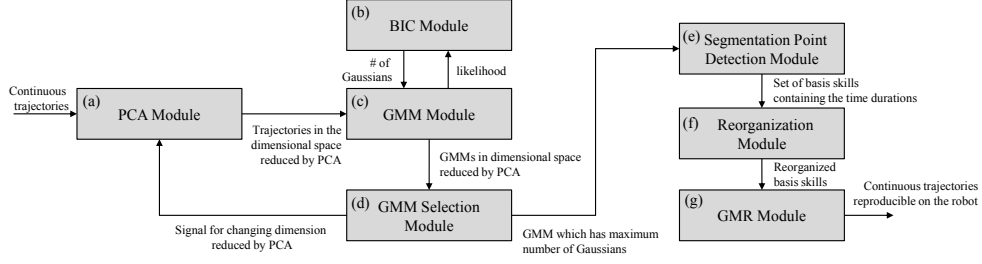 (b)
BIC Module
# of
Gaussians
likelihood
Continuous
trajectories
(a)
PCA Module
Trajectories in the
dimensional space
reduced by PCA
(c)
GMM Module
GMMs in dimensional space
reduced by PCA
(d)
GMM Selection
Module
Signal for changing dimension
reduced by PCA
GMM which has maximum
number of Gaussians
(e)
Segmentation Point
Detection Module
Set of basis skills
containing the time durations
(f)
Reorganization
Module
Reorganized
basis skills
(g)
GMR Module
Continuous trajectories
reproducible on the robot